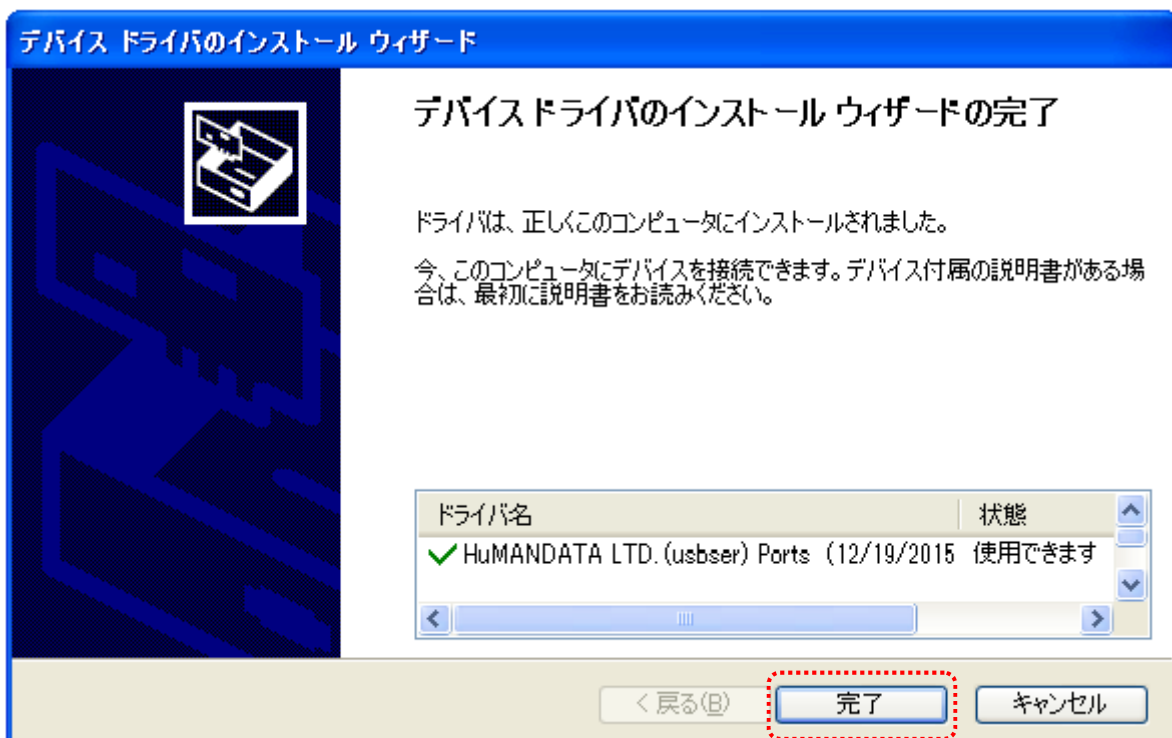 デバイス ドライバのインストール ウィザード
デバイス ドライバのインストール ウィザードの完了
ドライバは、正しくこのコンピュータにインストールされました。
今、このコンピュータにデバイスを接続できます。デバイス付属の説明書がある場
合は、最初に説明書をお読みください。
ドライバ名 状態
HuMANDATA LTD. (usbser) Ports (12/19/2015 使用できます
< 戻る(B) 完了 キャンセル